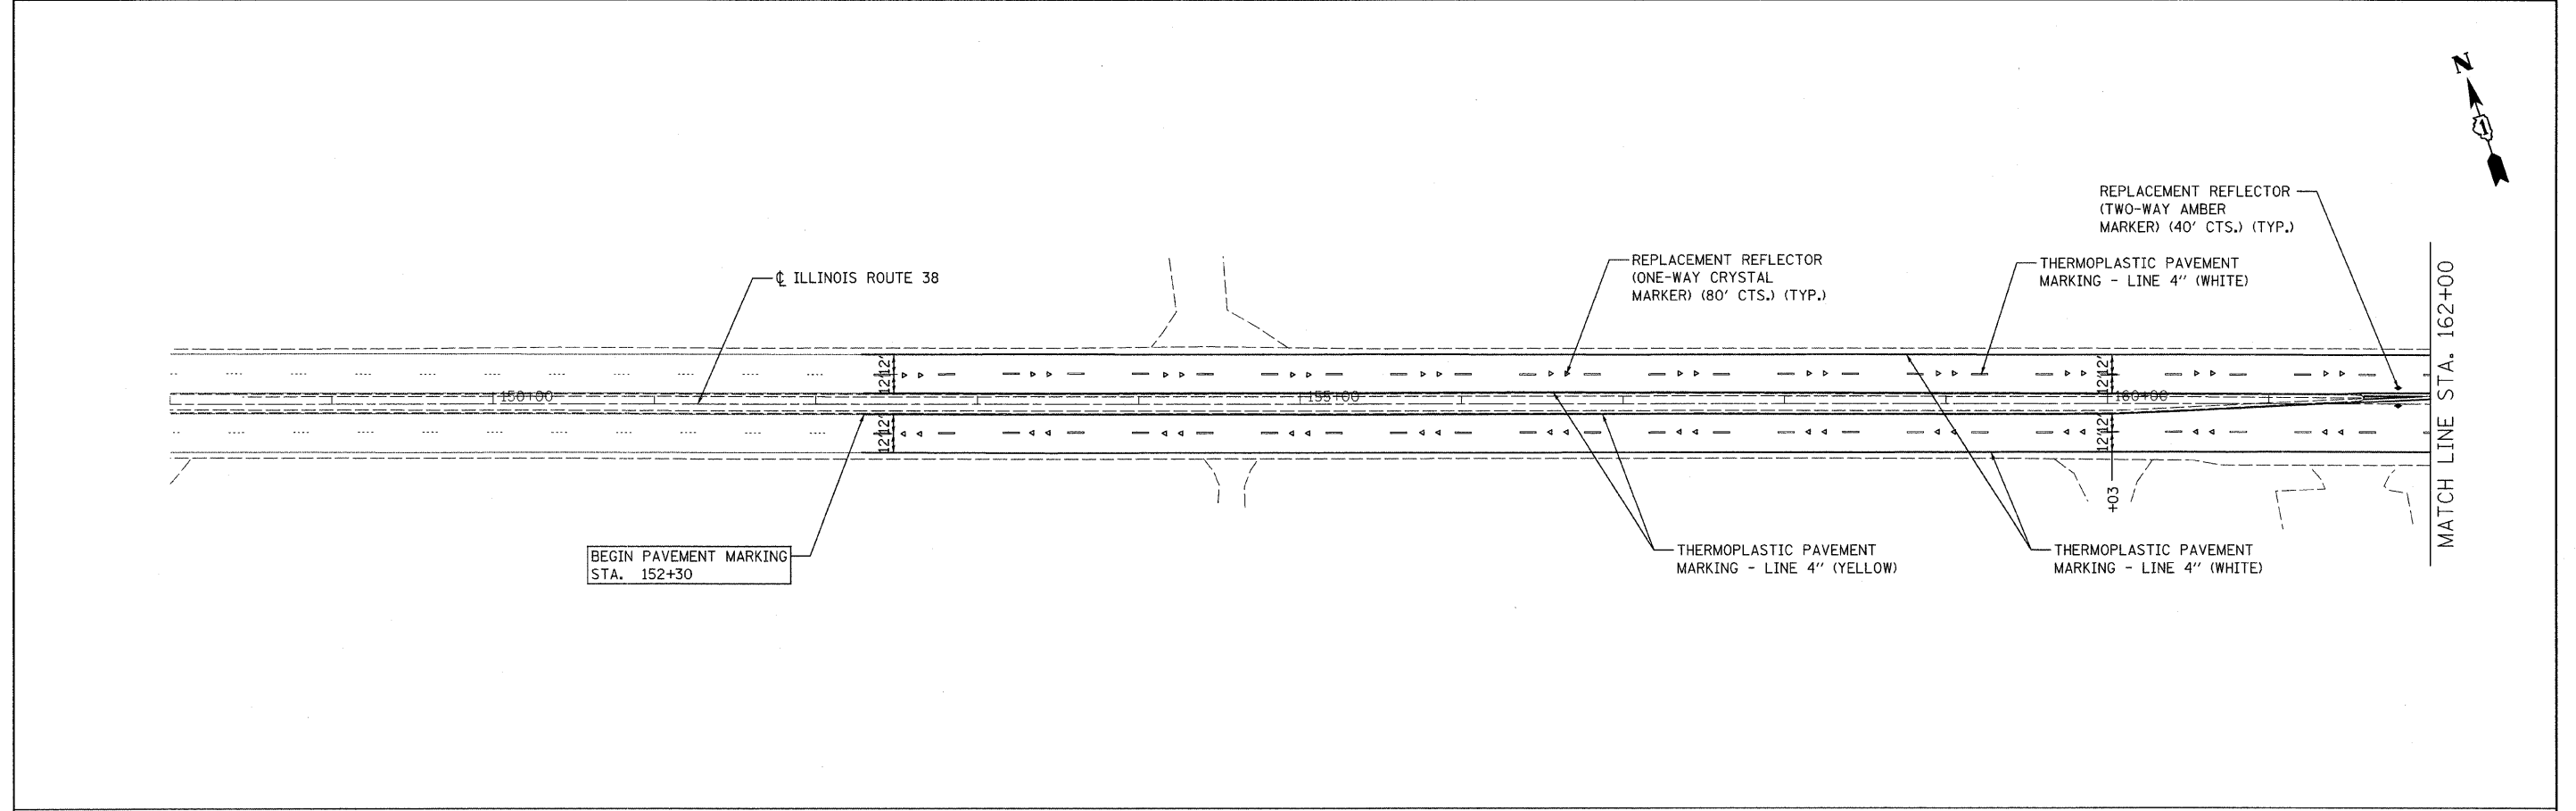 N
1
REPLACEMENT REFLECTOR
(TWO-WAY AMBER
MARKER) (40' CTS.) (TYP.)
REPLACEMENT REFLECTOR
(ONE-WAY CRYSTAL
MARKER) (80' CTS.) (TYP.)
THERMOPLASTIC PAVEMENT
MARKING - LINE 4" (WHITE)
℄ ILLINOIS ROUTE 38
MATCH LINE STA. 162+00
12'
12'
12'
12'
150+00
155+00
160+00
12'
12'
12'
12'
+03
BEGIN PAVEMENT MARKING
STA. 152+30
THERMOPLASTIC PAVEMENT
MARKING - LINE 4" (YELLOW)
THERMOPLASTIC PAVEMENT
MARKING - LINE 4" (WHITE)